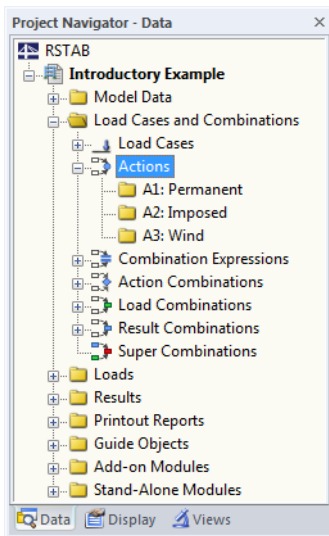 Project Navigator - Data
RSTAB
Introductory Example
Model Data
Load Cases and Combinations
Load Cases
Actions
A1: Permanent
A2: Imposed
A3: Wind
Combination Expressions
Action Combinations
Load Combinations
Result Combinations
Super Combinations
Loads
Results
Printout Reports
Guide Objects
Add-on Modules
Stand-Alone Modules
Data Display Views